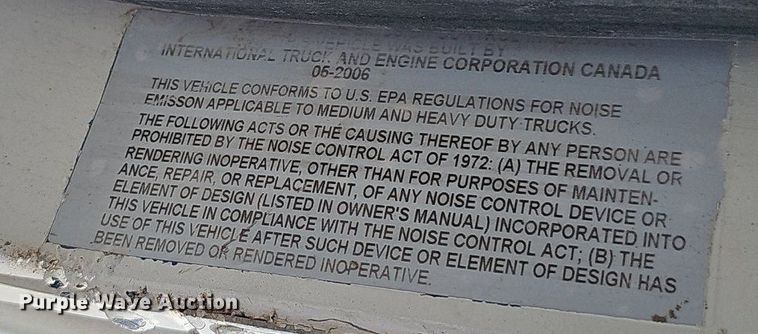 VEHICLE WAS BUILT BY
INTERNATIONAL TRUCK AND ENGINE CORPORATION CANADA
05-2006
THIS VEHICLE CONFORMS TO U.S. EPA REGULATIONS FOR NOISE
EMISSON APPLICABLE TO MEDIUM AND HEAVY DUTY TRUCKS.
THE FOLLOWING ACTS OR THE CAUSING THEREOF BY ANY PERSON ARE
PROHIBITED BY THE NOISE CONTROL ACT OF 1972: (A) THE REMOVAL OR
RENDERING INOPERATIVE, OTHER THAN FOR PURPOSES OF MAINTEN-
ANCE, REPAIR, OR REPLACEMENT, OF ANY NOISE CONTROL DEVICE OR
ELEMENT OF DESIGN (LISTED IN OWNER'S MANUAL) INCORPORATED INTO
THIS VEHICLE IN COMPLIANCE WITH THE NOISE CONTROL ACT; (B) THE
USE OF THIS VEHICLE AFTER SUCH DEVICE OR ELEMENT OF DESIGN HAS
BEEN REMOVED OR RENDERED INOPERATIVE.
Purple Wave Auction